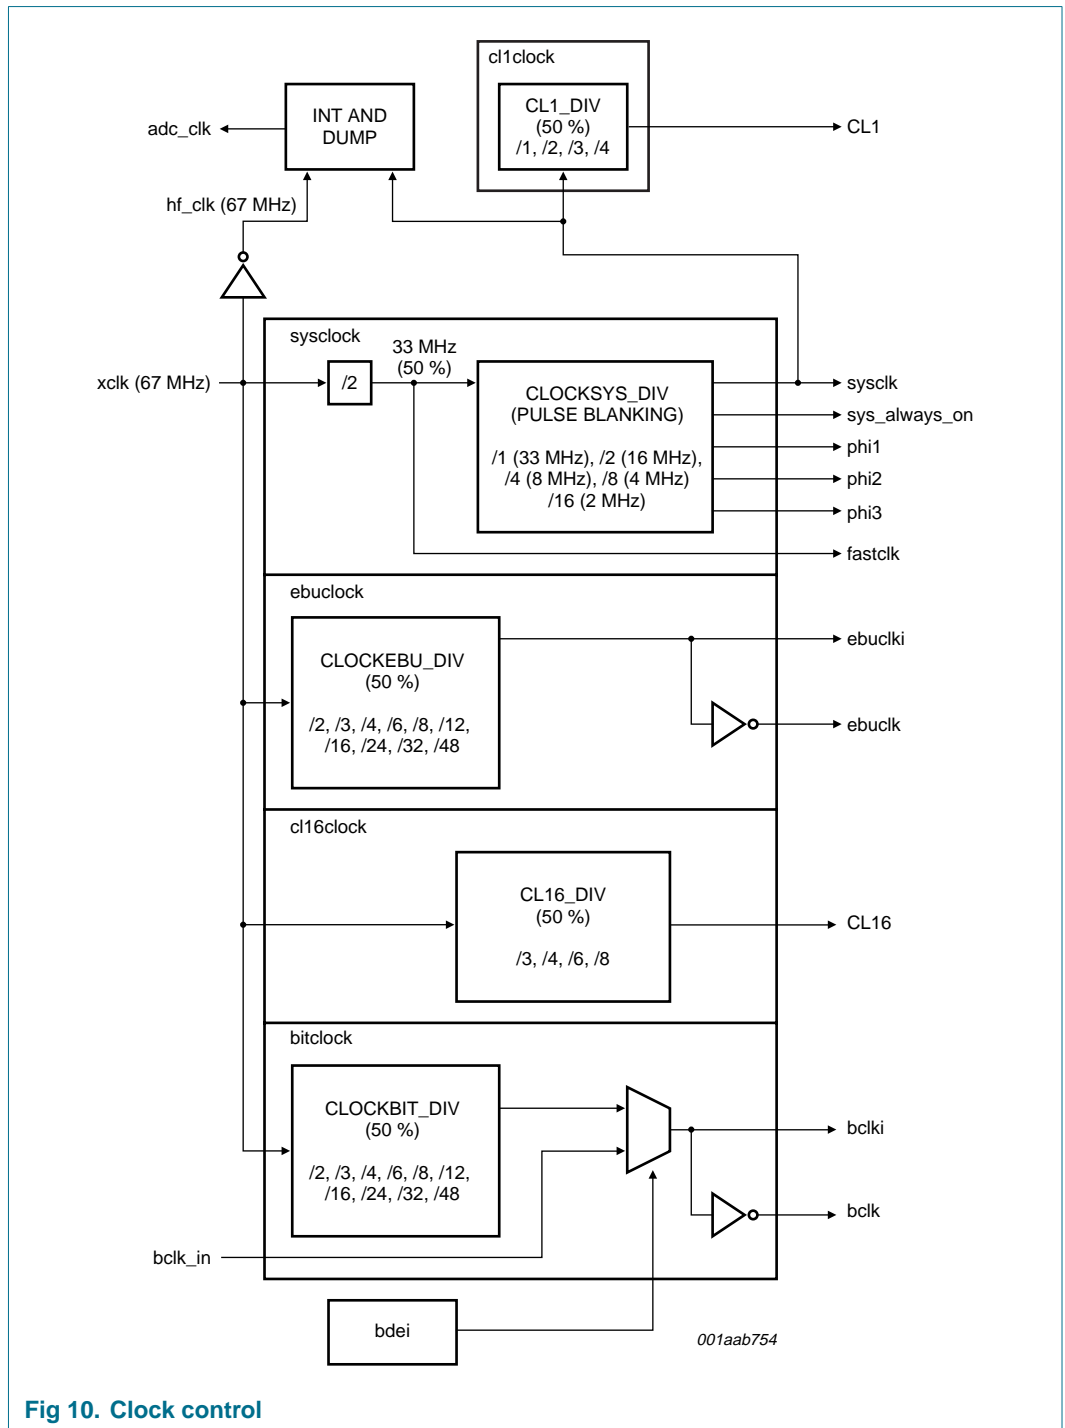 cl1clock
CL1_DIV
(50 %)
/1, /2, /3, /4
CL1
INT AND
DUMP
adc_clk
hf_clk (67 MHz)
sysclock
33 MHz
(50 %)
xclk (67 MHz)
/2
CLOCKSYS_DIV
(PULSE BLANKING)
/1 (33 MHz), /2 (16 MHz),
/4 (8 MHz), /8 (4 MHz)
/16 (2 MHz)
sysclk
sys_always_on
phi1
phi2
phi3
fastclk
ebuclock
CLOCKEBU_DIV
(50 %)
/2, /3, /4, /6, /8, /12,
/16, /24, /32, /48
ebuclki
ebuclk
cl16clock
CL16_DIV
(50 %)
/3, /4, /6, /8
CL16
bitclock
CLOCKBIT_DIV
(50 %)
/2, /3, /4, /6, /8, /12,
/16, /24, /32, /48
bclki
bclk
bclk_in
bdei
001aab754
Fig 10. Clock control